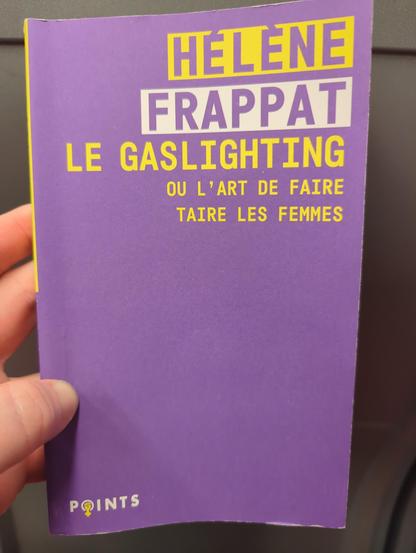 HÉLÈNE
FRAPPAT
LE GASLIGHTING
OU L'ART DE FAIRE
TAIRE LES FEMMES
POINTS